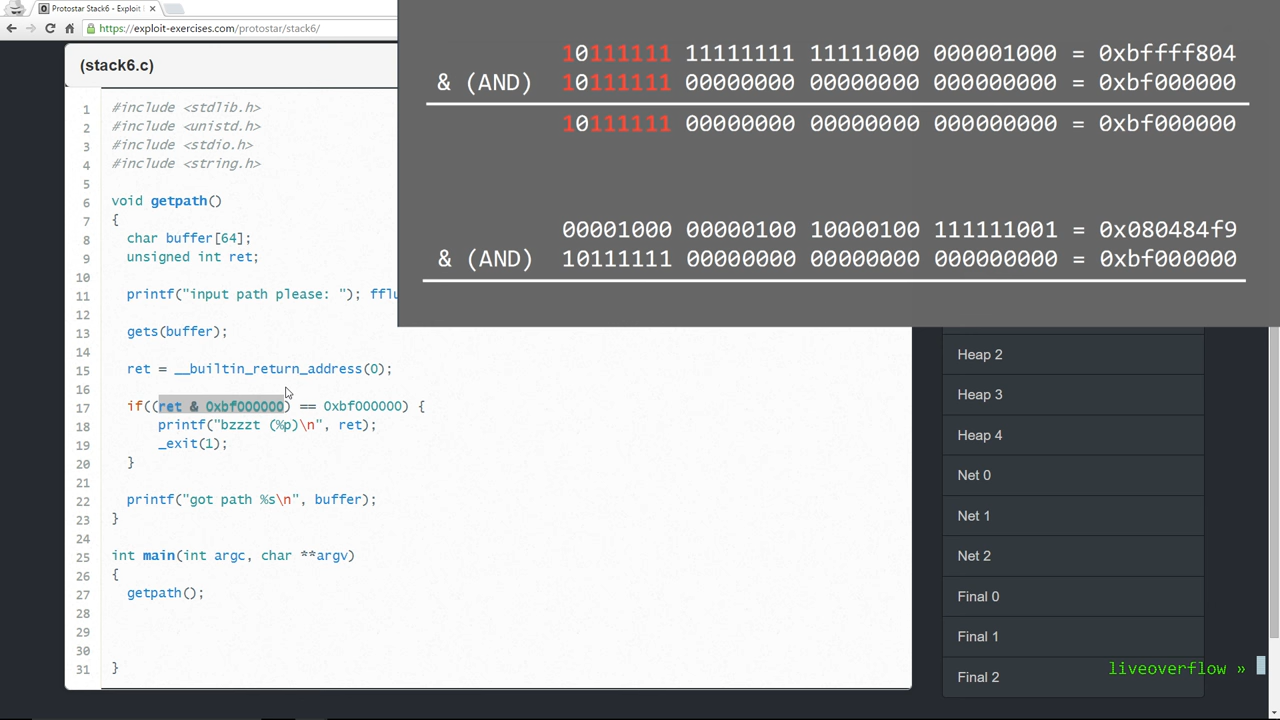 Protostar Stack6 - Exploit E
https://exploit-exercises.com/protostar/stack6/
(stack6.c)
1 #include <stdlib.h>
2 #include <unistd.h>
3 #include <stdio.h>
4 #include <string.h>
5
6 void getpath()
7 {
8 char buffer[64];
9 unsigned int ret;
10
11 printf("input path please: "); fflu
12
13 gets(buffer);
14
15 ret = __builtin_return_address(0);
16
17 if((ret & 0xbf000000) == 0xbf000000) {
18 printf("bzzzt (%p)\n", ret);
19 _exit(1);
20 }
21
22 printf("got path %s\n", buffer);
23 }
24
25 int main(int argc, char **argv)
26 {
27 getpath();
28
29
30
31 }
10111111 11111111 11111000 000001000 = 0xbffff804
& (AND) 10111111 00000000 00000000 000000000 = 0xbf000000
10111111 00000000 00000000 000000000 = 0xbf000000
00001000 00000100 10000100 111111001 = 0x080484f9
& (AND) 10111111 00000000 00000000 000000000 = 0xbf000000
Heap 2
Heap 3
Heap 4
Net 0
Net 1
Net 2
Final 0
Final 1
Final 2
liveoverflow »